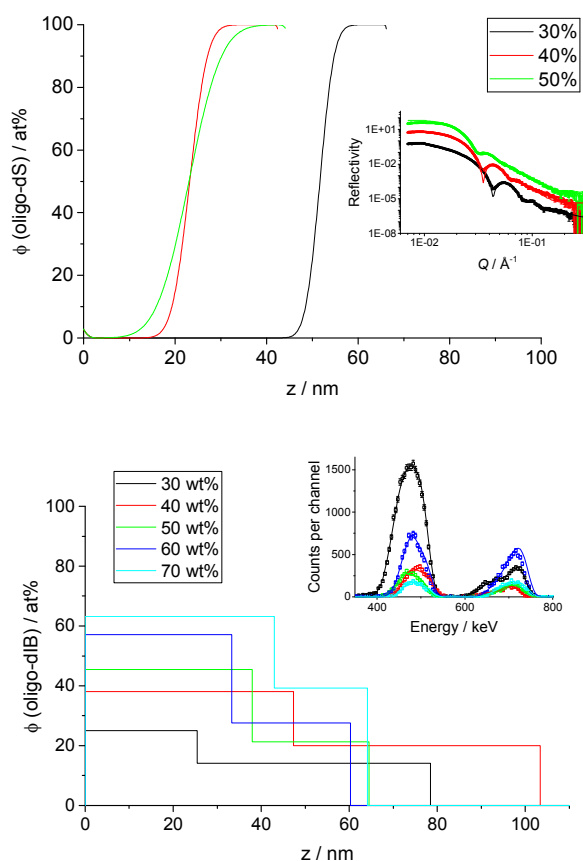 100
80
60
40
20
0
ϕ (oligo-dS) / at%
0 20 40 60 80 100
z / nm
30%
40%
50%
1E+01
1E-02
1E-05
1E-08
Reflectivity
1E-02 1E-01
Q / Å⁻¹
100
80
60
40
20
0
ϕ (oligo-dIB) / at%
0 20 40 60 80 100
z / nm
30 wt%
40 wt%
50 wt%
60 wt%
70 wt%
1500
1000
500
0
Counts per channel
400 600 800
Energy / keV